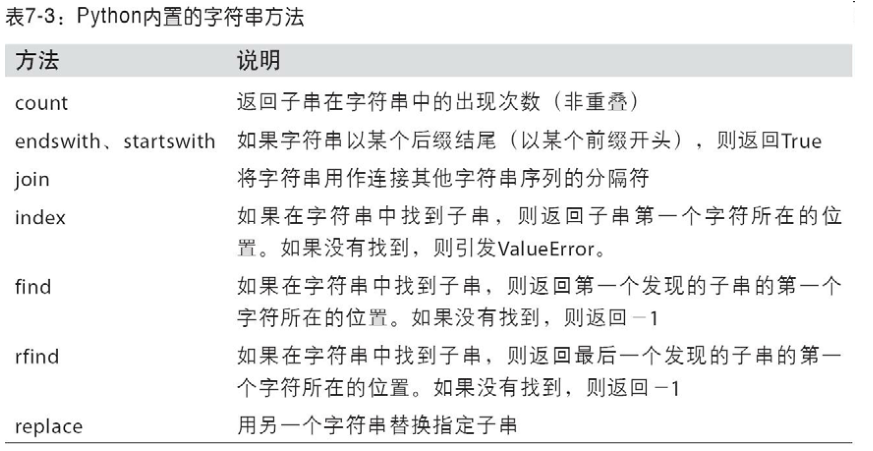 表7-3：Python内置的字符串方法
方法 说明
count 返回子串在字符串中的出现次数（非重叠）
endswith、startswith 如果字符串以某个后缀结尾（以某个前缀开头），则返回True
join 将字符串用作连接其他字符串序列的分隔符
index 如果在字符串中找到子串，则返回子串第一个字符所在的位
置。如果没有找到，则引发ValueError。
find 如果在字符串中找到子串，则返回第一个发现的子串的第一个
字符所在的位置。如果没有找到，则返回－1
rfind 如果在字符串中找到子串，则返回最后一个发现的子串的第一
个字符所在的位置。如果没有找到，则返回－1
replace 用另一个字符串替换指定子串